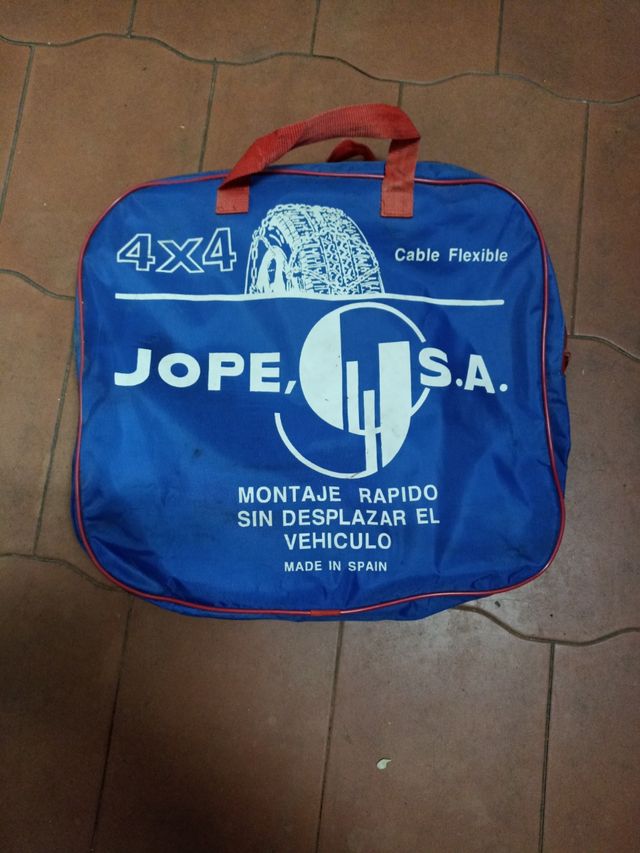 4x4
Cable Flexible
JOPE, S.A.
MONTAJE RAPIDO
SIN DESPLAZAR EL
VEHICULO
MADE IN SPAIN